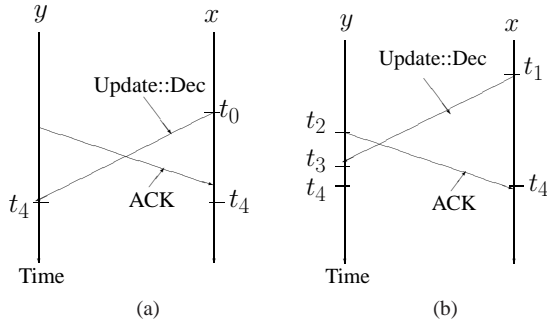 y
x
Update::Dec
t0
ACK
t4
t4
Time
(a)
y
x
Update::Dec
t1
t2
t3
t4
t4
ACK
Time
(b)